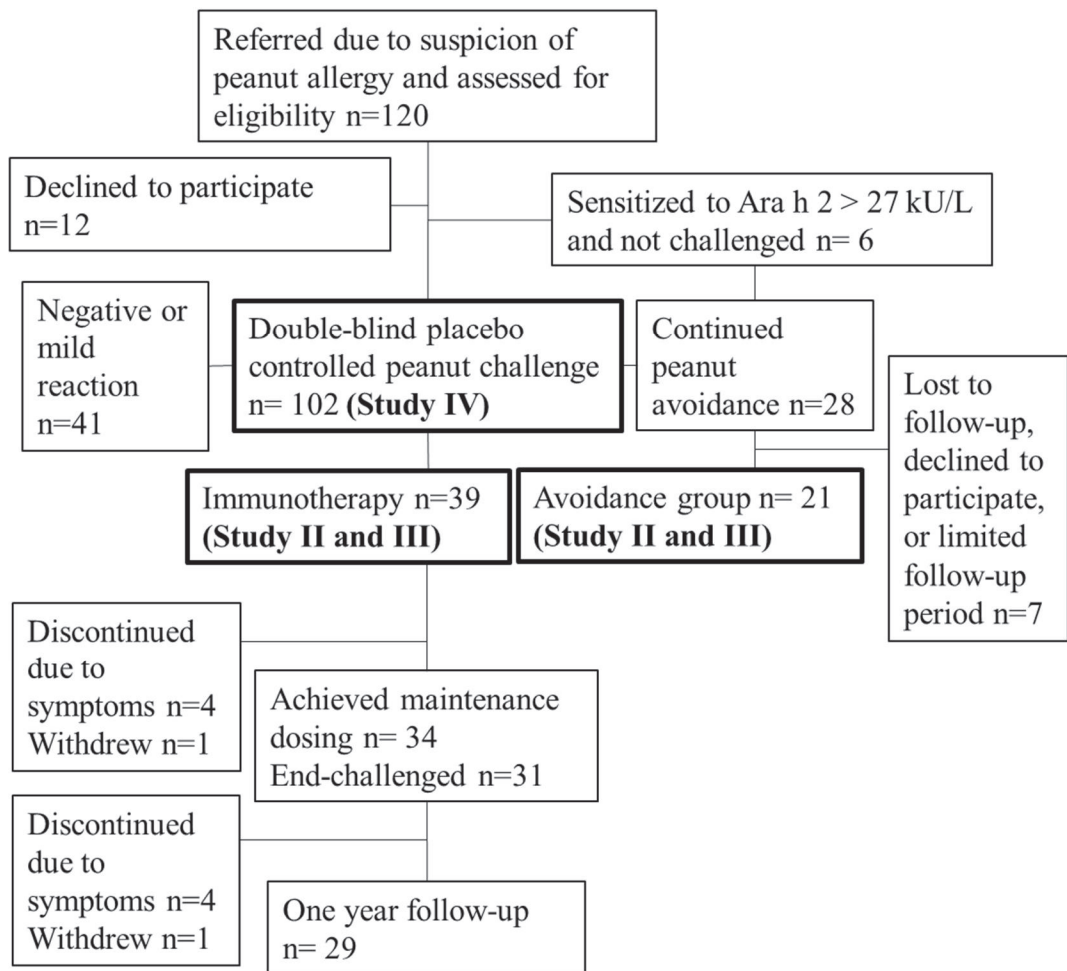 Referred due to suspicion of
peanut allergy and assessed for
eligibility n=120
Declined to participate
n=12
Sensitized to Ara h 2 > 27 kU/L
and not challenged n= 6
Negative or
mild
reaction
n=41
Double-blind placebo
controlled peanut challenge
n= 102 (Study IV)
Continued
peanut
avoidance n=28
Lost to
follow-up,
declined to
participate,
or limited
follow-up
period n=7
Immunotherapy n=39
(Study II and III)
Avoidance group n= 21
(Study II and III)
Discontinued
due to
symptoms n=4
Withdrew n=1
Achieved maintenance
dosing n= 34
End-challenged n=31
Discontinued
due to
symptoms n=4
Withdrew n=1
One year follow-up
n= 29